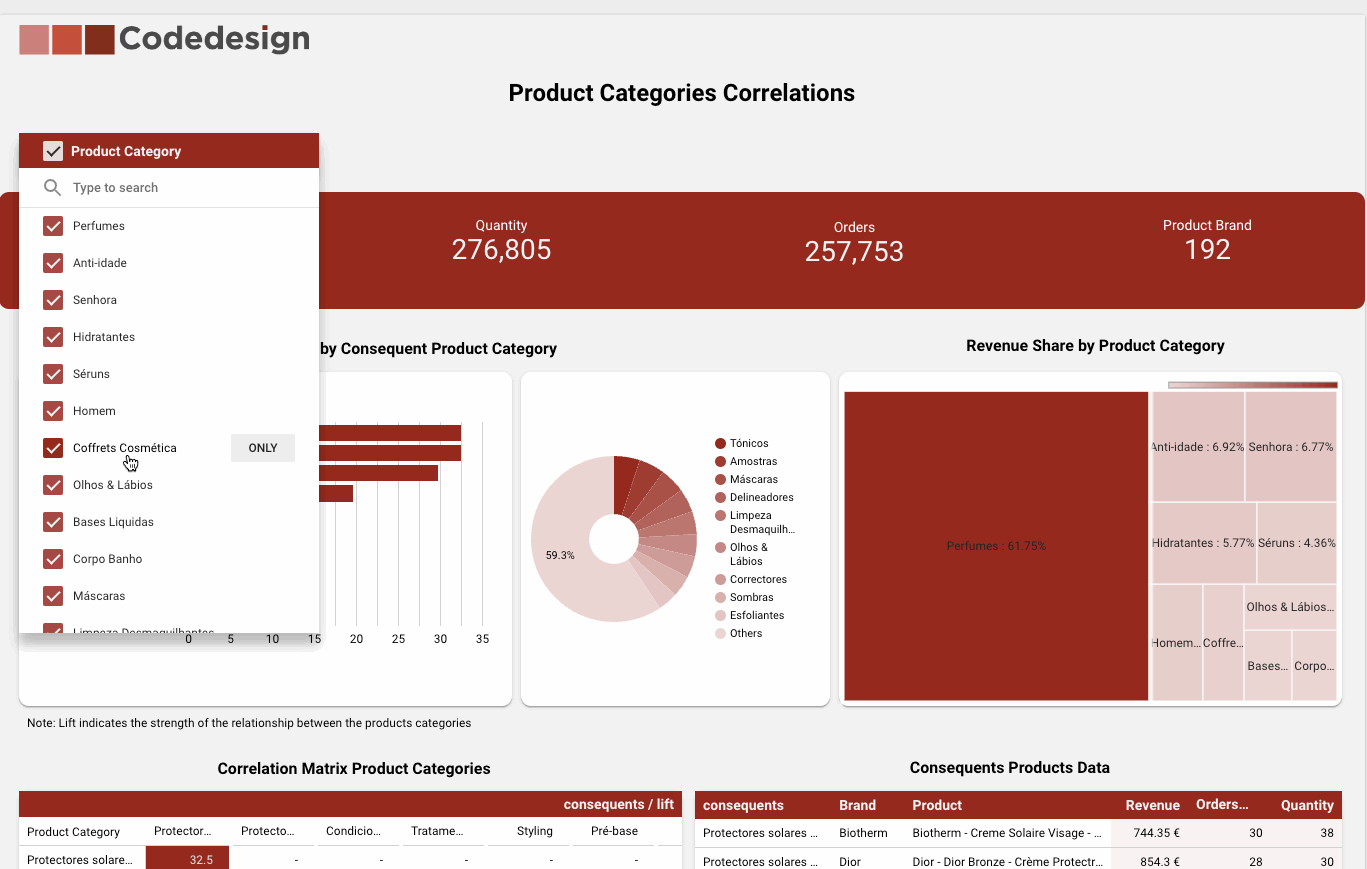 Codedesign
Product Categories Correlations
Product Category
Type to search
Perfumes
Anti-idade
Senhora
Hidratantes
Séruns
Homem
Coffrets Cosmética
ONLY
Olhos & Lábios
Bases Liquidas
Corpo Banho
Máscaras
Limpeza Desmaquilhantes
Quantity
276,805
Orders
257,753
Product Brand
192
by Consequent Product Category
0 5 10 15 20 25 30 35
59.3%
Tónicos
Amostras
Máscaras
Delineadores
Limpeza
Desmaquilh...
Olhos &
Lábios
Correctores
Sombras
Esfoliantes
Others
Revenue Share by Product Category
Perfumes : 61.75%
Anti-idade : 6.92%
Senhora : 6.77%
Hidratantes : 5.77%
Séruns : 4.36%
Homem...
Coffre...
Olhos & Lábios...
Bases...
Corpo...
Note: Lift indicates the strength of the relationship between the products categories
Correlation Matrix Product Categories
consequents / lift
Product Category Protector... Protecto... Condicio... Tratame... Styling Pré-base
Protectores solare... 32.5 - - - - -
Consequents Products Data
consequents Brand Product Revenue Orders... Quantity
Protectores solares ... Biotherm Biotherm - Creme Solaire Visage - ... 744.35 € 30 38
Protectores solares ... Dior Dior - Dior Bronze - Crème Protectr... 854.3 € 28 30